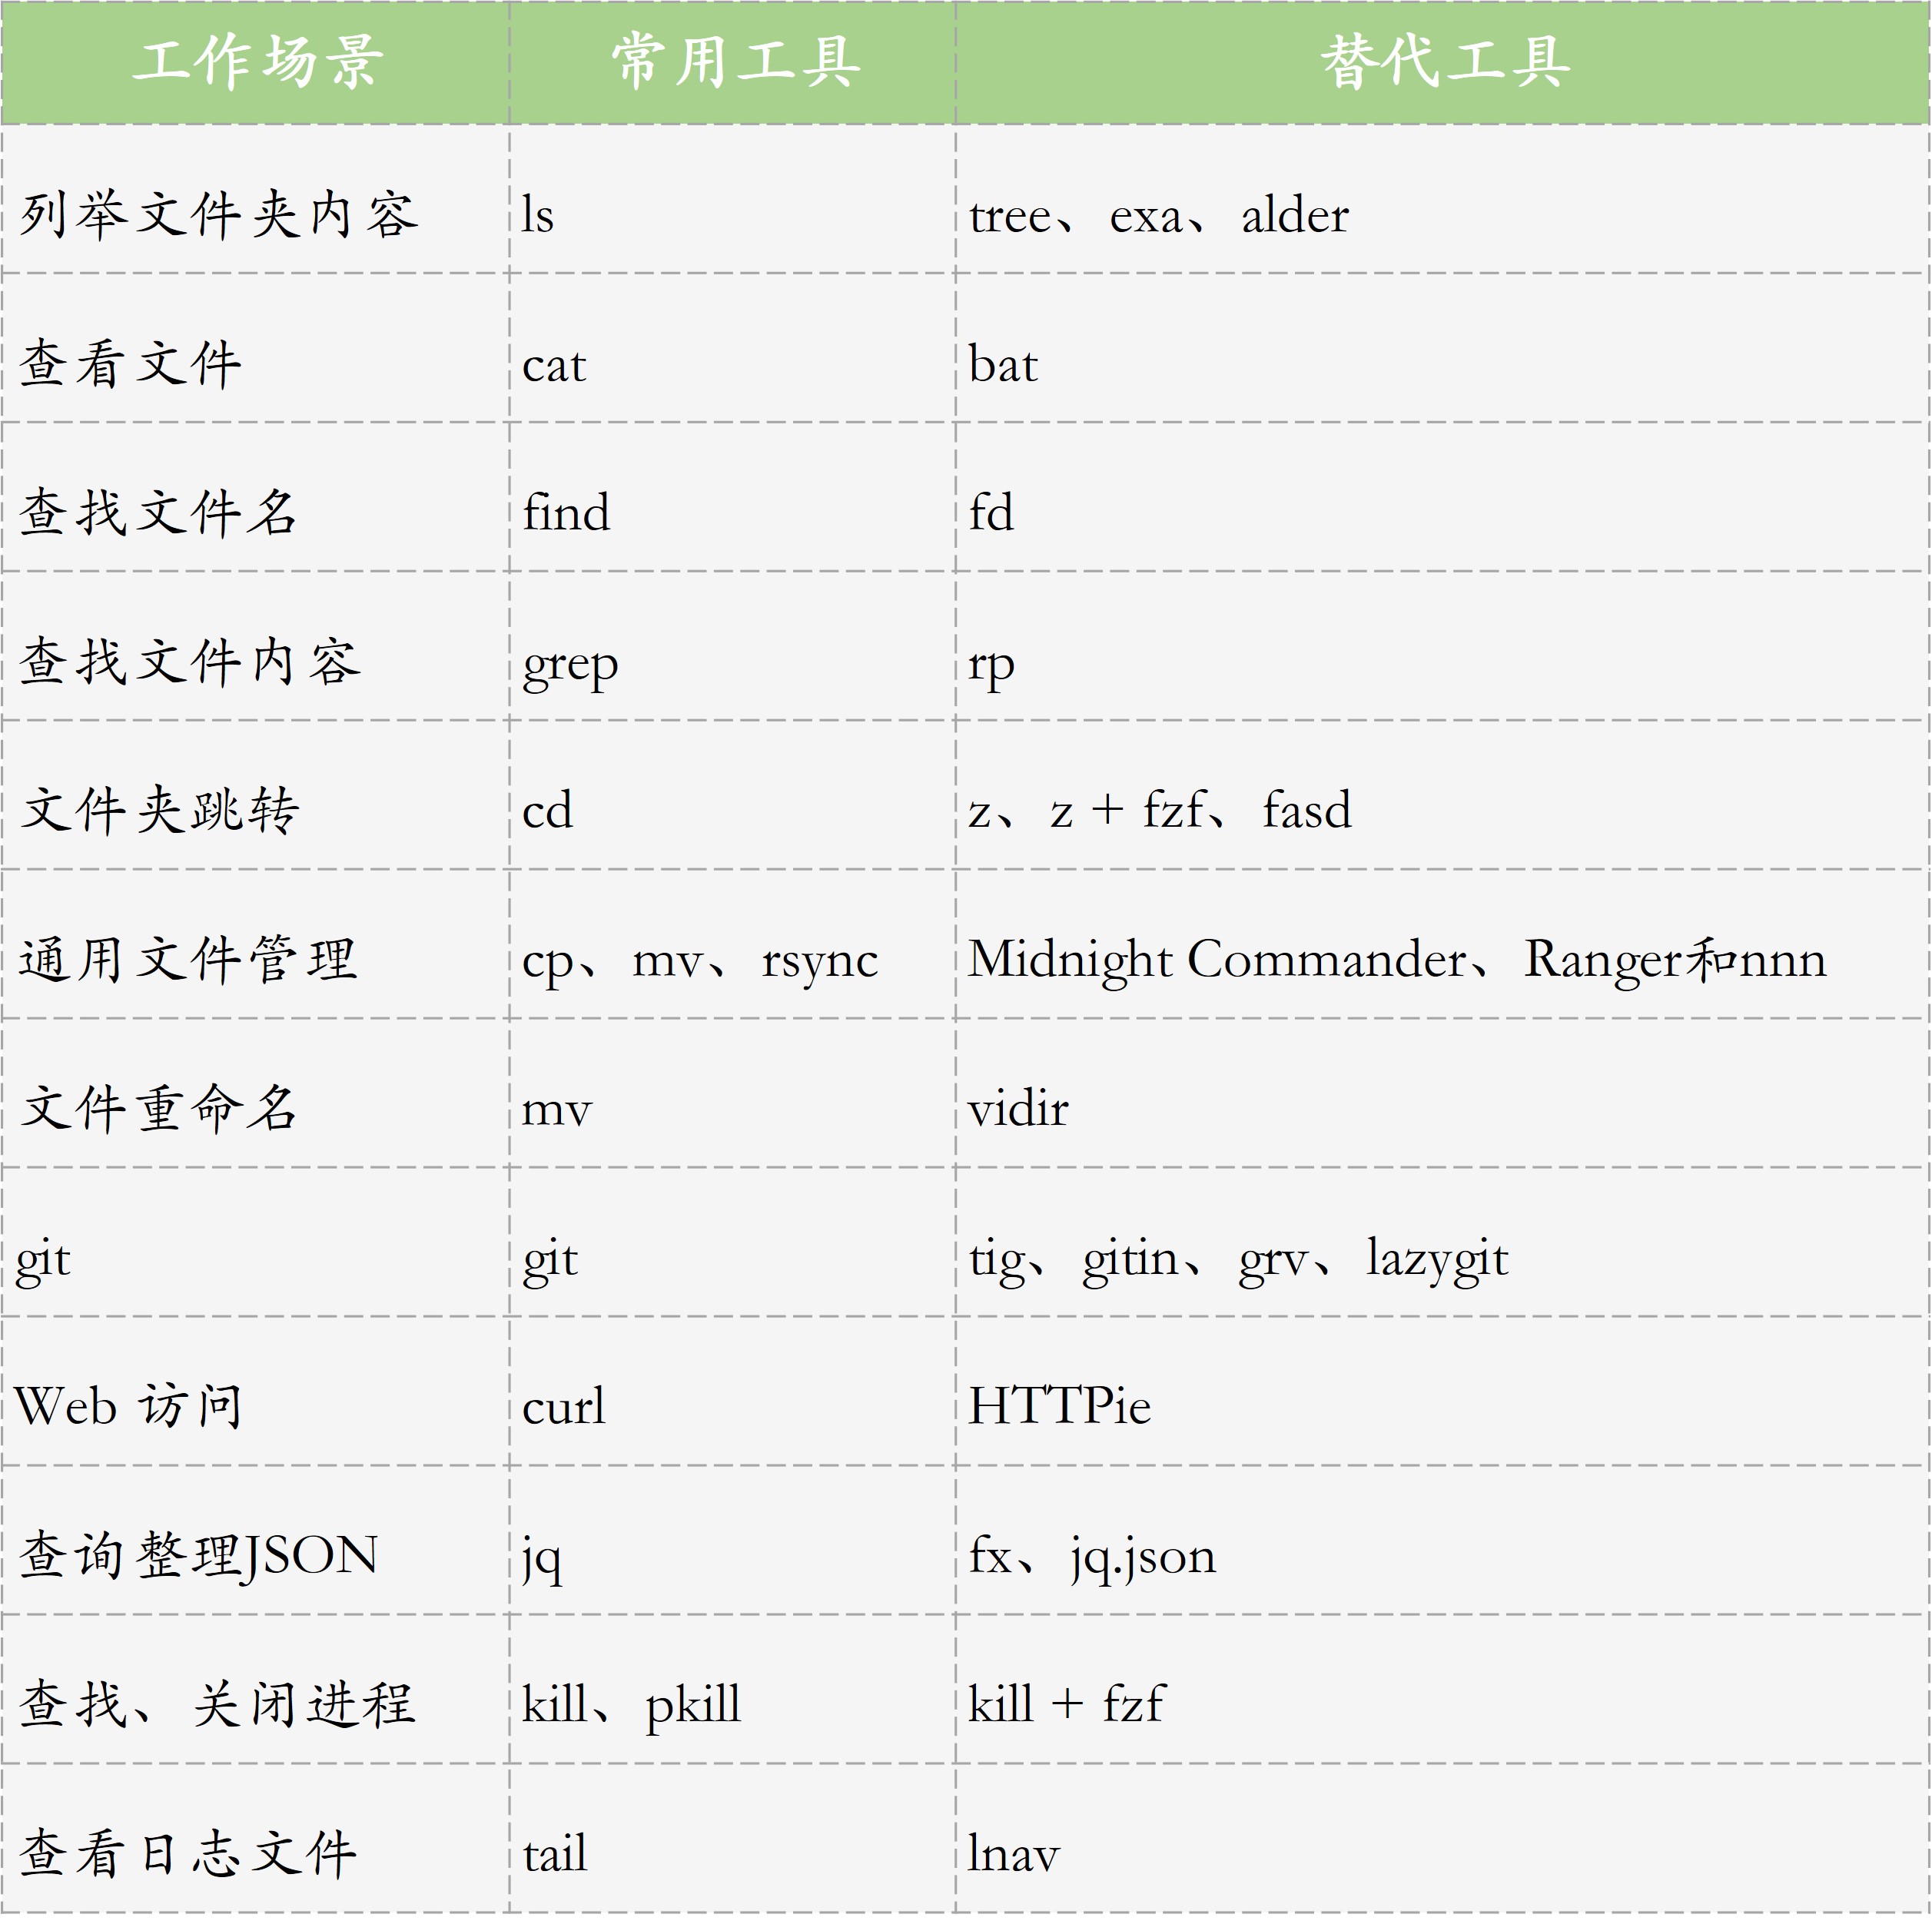 工作场景 常用工具 替代工具
列举文件夹内容 ls tree、exa、alder
查看文件 cat bat
查找文件名 find fd
查找文件内容 grep rp
文件夹跳转 cd z、z + fzf、fasd
通用文件管理 cp、mv、rsync Midnight Commander、Ranger和nnn
文件重命名 mv vidir
git git tig、gitin、grv、lazygit
Web 访问 curl HTTPie
查询整理JSON jq fx、jq.json
查找、关闭进程 kill、pkill kill + fzf
查看日志文件 tail lnav